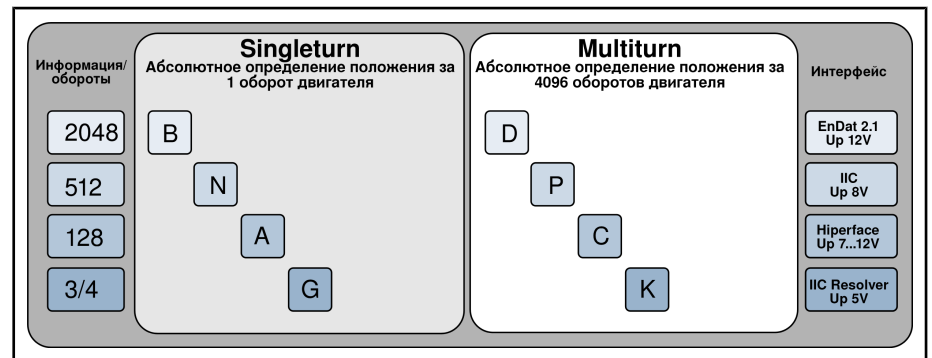 Информация/
обороты
Singleturn
Абсолютное определение положения за
1 оборот двигателя
Multiturn
Абсолютное определение положения за
4096 оборотов двигателя
Интерфейс
2048
B
D
EnDat 2.1
Up 12V
512
N
P
IIC
Up 8V
128
A
C
Hiperface
Up 7...12V
3/4
G
K
IIC Resolver
Up 5V